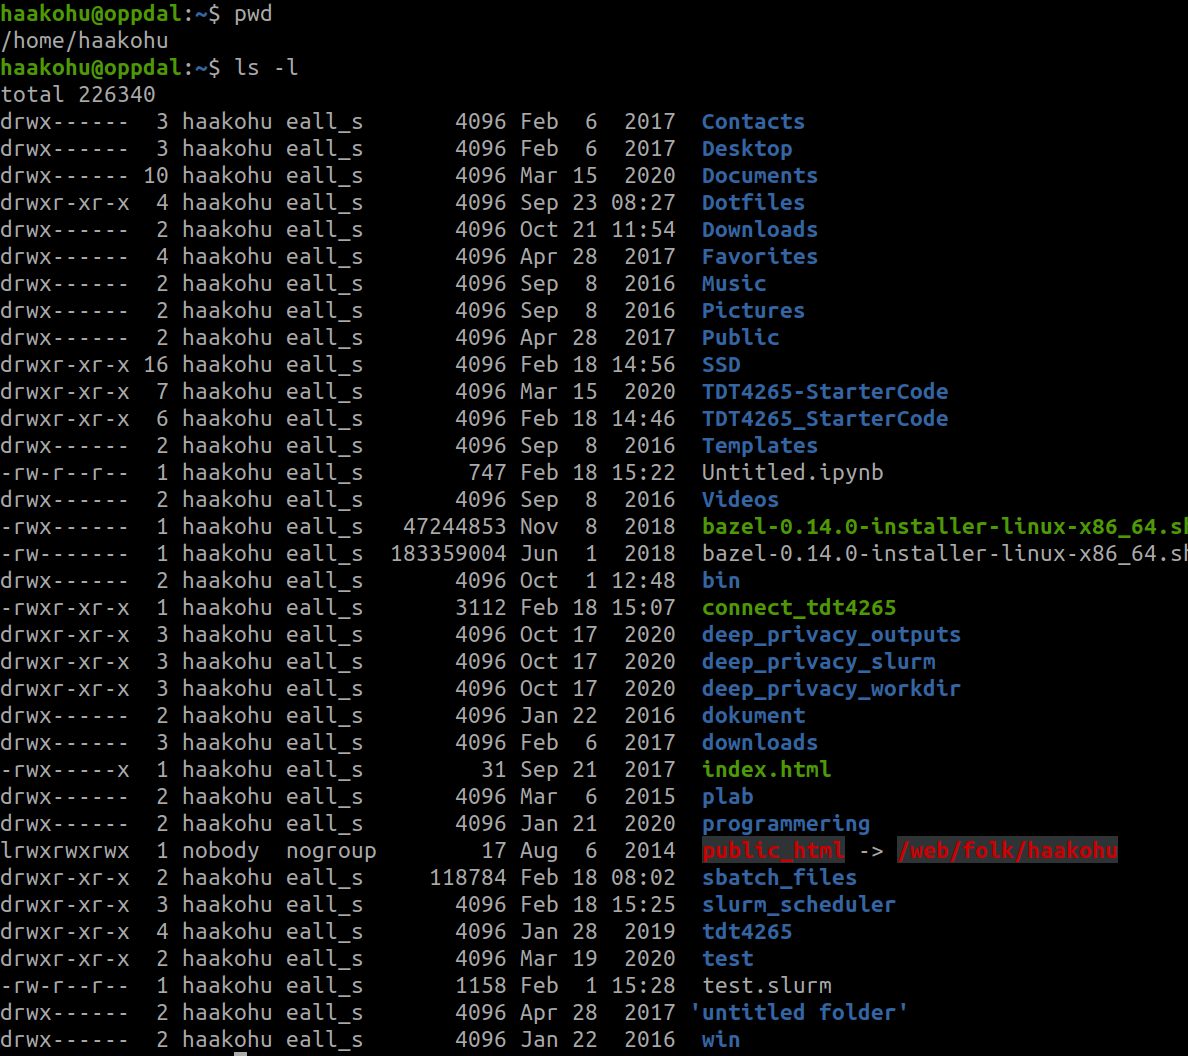 haakohu@oppdal:~$ pwd
/home/haakohu
haakohu@oppdal:~$ ls -l
total 226340
drwx------  3 haakohu eall_s      4096 Feb  6  2017  Contacts
drwx------  3 haakohu eall_s      4096 Feb  6  2017  Desktop
drwx------ 10 haakohu eall_s      4096 Mar 15  2020  Documents
drwxr-xr-x  4 haakohu eall_s      4096 Sep 23 08:27  Dotfiles
drwx------  2 haakohu eall_s      4096 Oct 21 11:54  Downloads
drwx------  4 haakohu eall_s      4096 Apr 28  2017  Favorites
drwx------  2 haakohu eall_s      4096 Sep  8  2016  Music
drwx------  2 haakohu eall_s      4096 Sep  8  2016  Pictures
drwx------  2 haakohu eall_s      4096 Apr 28  2017  Public
drwxr-xr-x 16 haakohu eall_s      4096 Feb 18 14:56  SSD
drwxr-xr-x  7 haakohu eall_s      4096 Mar 15  2020  TDT4265-StarterCode
drwxr-xr-x  6 haakohu eall_s      4096 Feb 18 14:46  TDT4265_StarterCode
drwx------  2 haakohu eall_s      4096 Sep  8  2016  Templates
-rw-r--r--  1 haakohu eall_s       747 Feb 18 15:22  Untitled.ipynb
drwx------  2 haakohu eall_s      4096 Sep  8  2016  Videos
-rwx------  1 haakohu eall_s  47244853 Nov  8  2018  bazel-0.14.0-installer-linux-x86_64.sh
-rw-------  1 haakohu eall_s 183359004 Jun  1  2018  bazel-0.14.0-installer-linux-x86_64.sh
drwx------  2 haakohu eall_s      4096 Oct  1 12:48  bin
-rwxr-xr-x  1 haakohu eall_s      3112 Feb 18 15:07  connect_tdt4265
drwxr-xr-x  3 haakohu eall_s      4096 Oct 17  2020  deep_privacy_outputs
drwxr-xr-x  3 haakohu eall_s      4096 Oct 17  2020  deep_privacy_slurm
drwxr-xr-x  3 haakohu eall_s      4096 Oct 17  2020  deep_privacy_workdir
drwx------  2 haakohu eall_s      4096 Jan 22  2016  dokument
drwx------  3 haakohu eall_s      4096 Feb  6  2017  downloads
-rwx-----x  1 haakohu eall_s        31 Sep 21  2017  index.html
drwx------  2 haakohu eall_s      4096 Mar  6  2015  plab
drwx------  2 haakohu eall_s      4096 Jan 21  2020  programmering
lrwxrwxrwx  1 nobody  nogroup       17 Aug  6  2014  public_html -> /web/folk/haakohu
drwxr-xr-x  2 haakohu eall_s    118784 Feb 18 08:02  sbatch_files
drwxr-xr-x  3 haakohu eall_s      4096 Feb 18 15:25  slurm_scheduler
drwxr-xr-x  4 haakohu eall_s      4096 Jan 28  2019  tdt4265
drwxr-xr-x  2 haakohu eall_s      4096 Mar 19  2020  test
-rw-r--r--  1 haakohu eall_s      1158 Feb  1 15:28  test.slurm
drwx------  2 haakohu eall_s      4096 Apr 28  2017 'untitled folder'
drwx------  2 haakohu eall_s      4096 Jan 22  2016  win